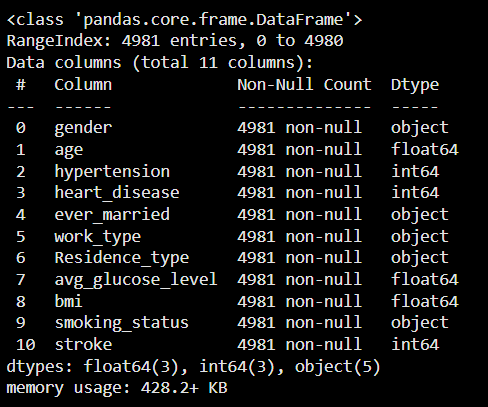 <class 'pandas.core.frame.DataFrame'>
RangeIndex: 4981 entries, 0 to 4980
Data columns (total 11 columns):
 #   Column             Non-Null Count  Dtype
---  ------             --------------  -----
 0   gender             4981 non-null   object
 1   age                4981 non-null   float64
 2   hypertension       4981 non-null   int64
 3   heart_disease      4981 non-null   int64
 4   ever_married       4981 non-null   object
 5   work_type          4981 non-null   object
 6   Residence_type     4981 non-null   object
 7   avg_glucose_level  4981 non-null   float64
 8   bmi                4981 non-null   float64
 9   smoking_status     4981 non-null   object
 10  stroke             4981 non-null   int64
dtypes: float64(3), int64(3), object(5)
memory usage: 428.2+ KB